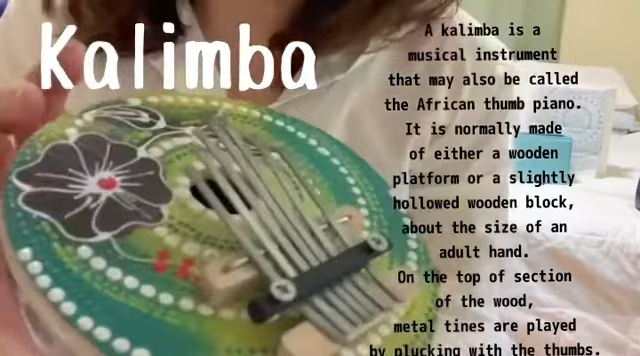 Kalimba
A kalimba is a
musical instrument
that may also be called
the African thumb piano.
It is normally made
of either a wooden
platform or a slightly
hollowed wooden block,
about the size of an
adult hand.
On the top of section
of the wood,
metal tines are played
by plucking with the thumbs.